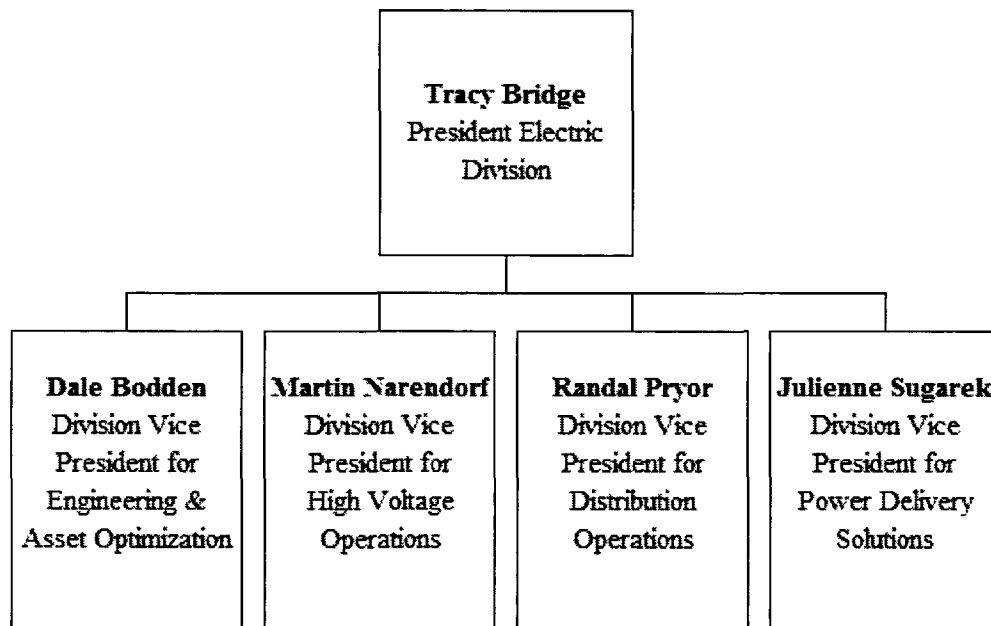 Tracy Bridge
President Electric
Division
Dale Bodden
Division Vice
President for
Engineering &
Asset Optimization
Martin Narendorf
Division Vice
President for
High Voltage
Operations
Randal Pryor
Division Vice
President for
Distribution
Operations
Julienne Sugarek
Division Vice
President for
Power Delivery
Solutions